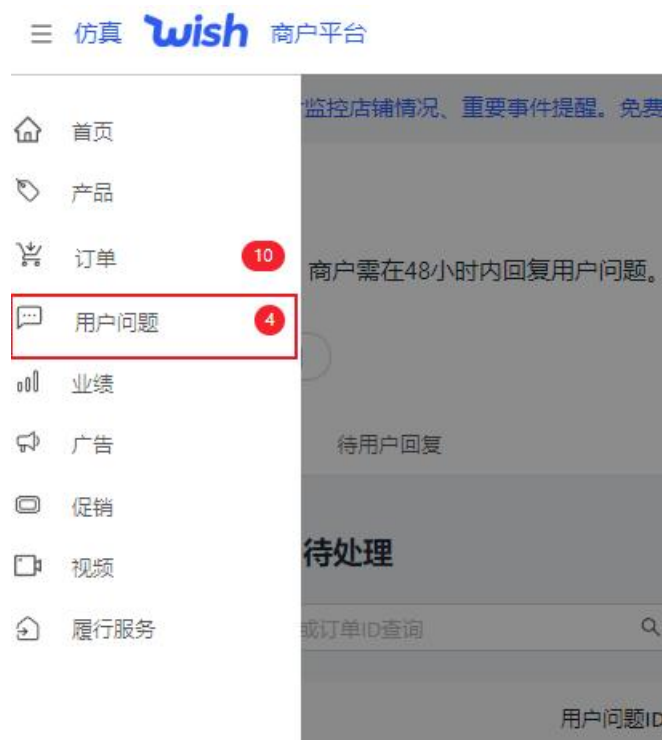 仿真 wish 商户平台
监控店铺情况、重要事件提醒。免费
首页
产品
订单 10
商户需在48小时内回复用户问题。
用户问题 4
业绩
广告
待用户回复
促销
待处理
视频
履行服务
或订单ID查询
用户问题ID